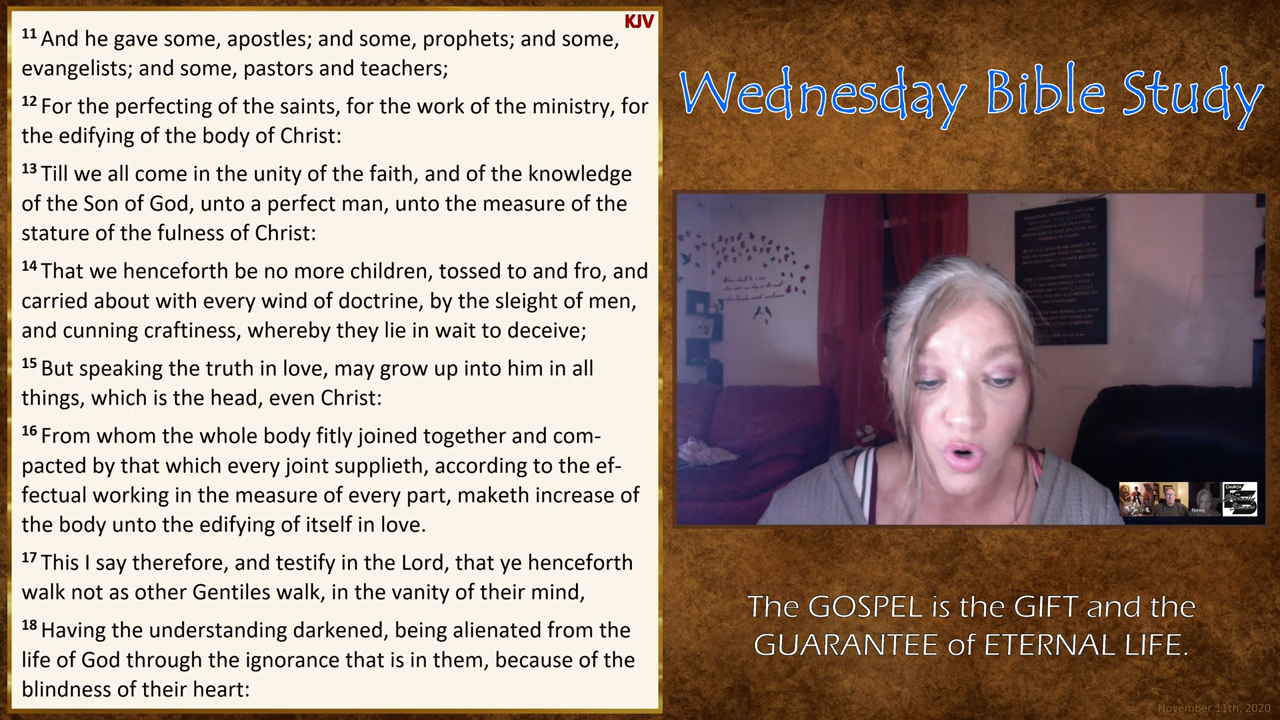 KJV
11 And he gave some, apostles; and some, prophets; and some,
evangelists; and some, pastors and teachers;
12 For the perfecting of the saints, for the work of the ministry, for
the edifying of the body of Christ:
13 Till we all come in the unity of the faith, and of the knowledge
of the Son of God, unto a perfect man, unto the measure of the
stature of the fulness of Christ:
14 That we henceforth be no more children, tossed to and fro, and
carried about with every wind of doctrine, by the sleight of men,
and cunning craftiness, whereby they lie in wait to deceive;
15 But speaking the truth in love, may grow up into him in all
things, which is the head, even Christ:
16 From whom the whole body fitly joined together and com-
pacted by that which every joint supplieth, according to the ef-
fectual working in the measure of every part, maketh increase of
the body unto the edifying of itself in love.
17 This I say therefore, and testify in the Lord, that ye henceforth
walk not as other Gentiles walk, in the vanity of their mind,
18 Having the understanding darkened, being alienated from the
life of God through the ignorance that is in them, because of the
blindness of their heart:
Wednesday Bible Study
Renee
CHURCH
The GOSPEL is the GIFT and the
GUARANTEE of ETERNAL LIFE.
November 11th, 2020